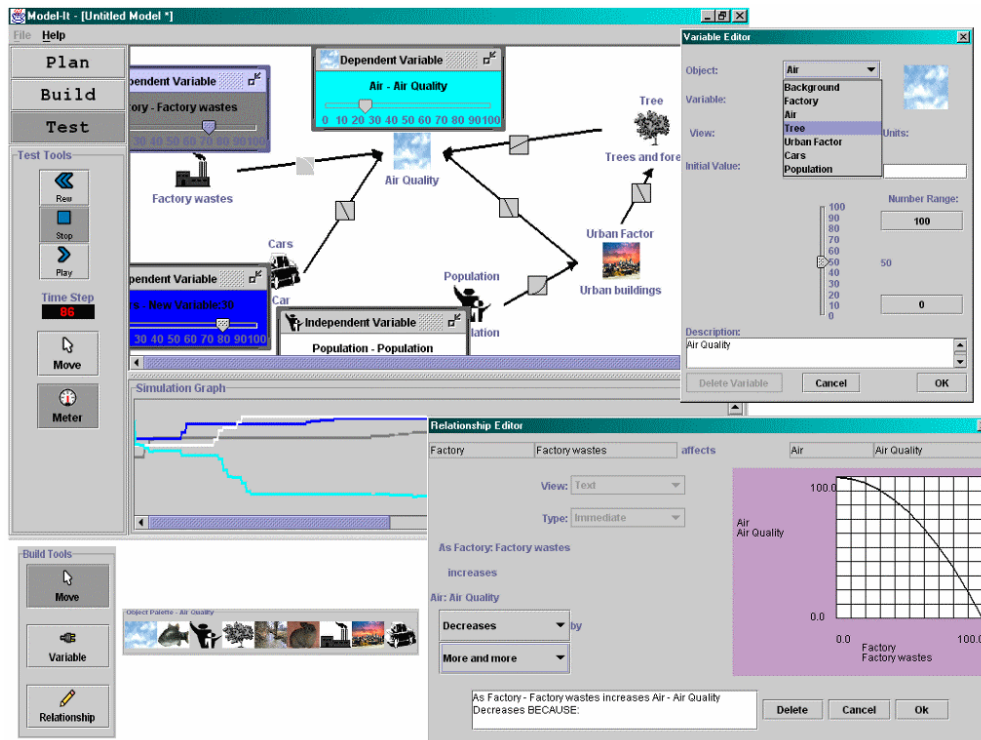 Model-It - [Untitled Model *]
File Help
Plan
Build
Test
Test Tools
Rew
Stop
Play
Time Step
86
Move
Meter
pendent Variable
ory - Factory wastes
30 40 50 60 70 80 90100
Factory wastes
Dependent Variable
Air - Air Quality
0 10 20 30 40 50 60 70 80 90100
Air Quality
Tree
Trees and fore
Cars
Car
pendent Variable
rs - New Variable:30
30 40 50 60 70 80 90100
Population
lation
Urban Factor
Urban buildings
Independent Variable
Population - Population
Simulation Graph
Variable Editor
Object:
Air
Background
Factory
Air
Tree
Urban Factor
Cars
Population
Variable:
View:
Units:
Initial Value:
100
90
80
70
60
50
40
30
20
10
0
Number Range:
100
50
0
Description:
Air Quality
Delete Variable
Cancel
OK
Relationship Editor
Factory Factory wastes affects Air Air Quality
View: Text
Type: Immediate
As Factory: Factory wastes
increases
Air: Air Quality
Decreases by
More and more
100.0
Air
Air Quality
0.0
0.0 100.0
Factory
Factory wastes
As Factory - Factory wastes increases Air - Air Quality
Decreases BECAUSE:
Delete Cancel Ok
Build Tools
Move
Variable
Relationship
Object Palette - Air Quality